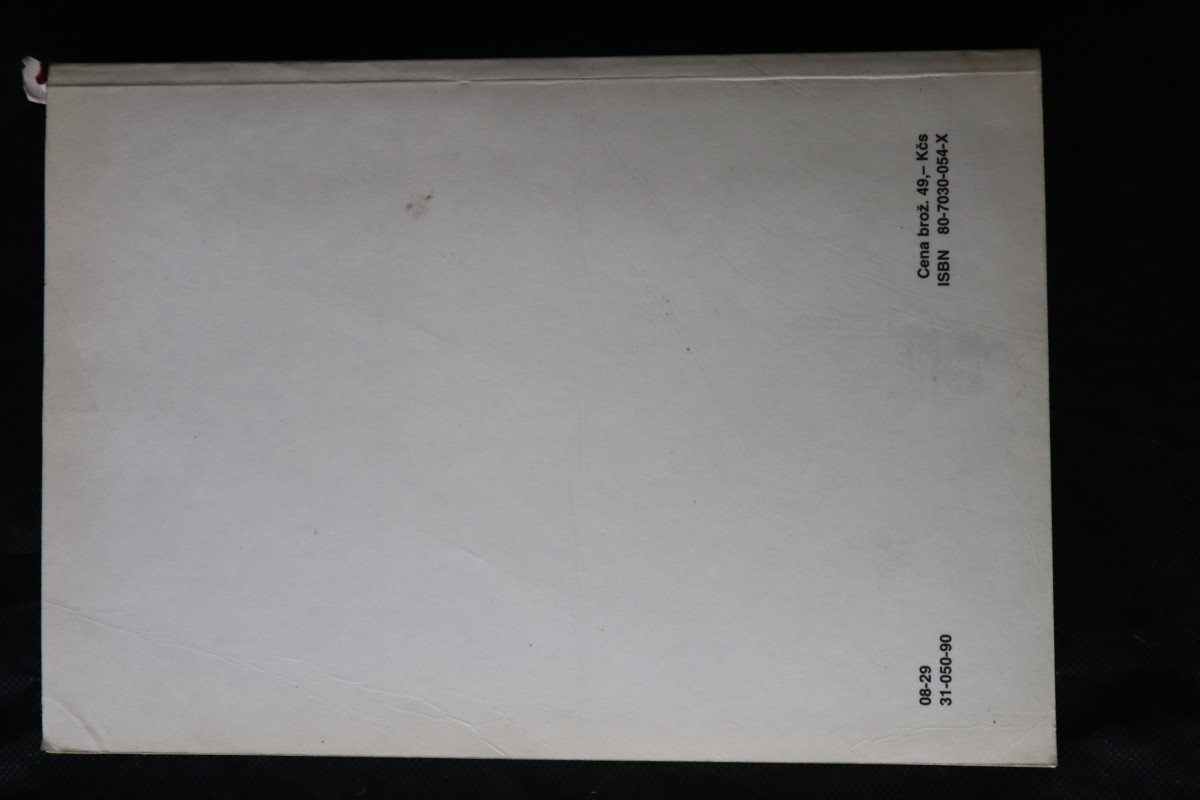 08-29
31-050-90
Cena brož. 49,– Kčs
ISBN 80-7030-054-X